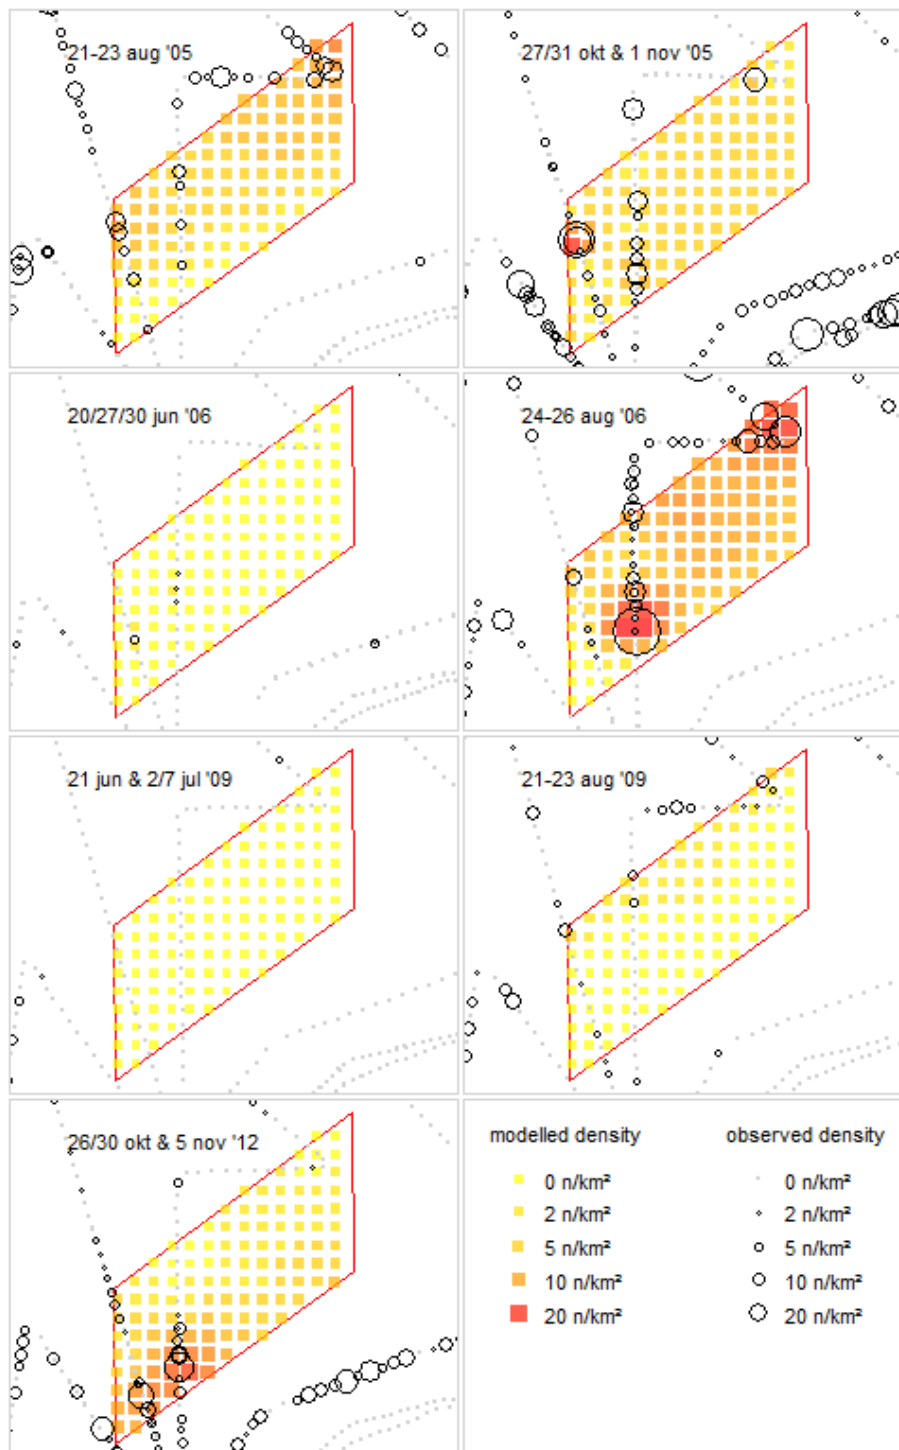 21-23 aug '05
27/31 okt & 1 nov '05
20/27/30 jun '06
24-26 aug '06
21 jun & 2/7 jul '09
21-23 aug '09
26/30 okt & 5 nov '12
modelled density
0 n/km²
2 n/km²
5 n/km²
10 n/km²
20 n/km²
observed density
0 n/km²
2 n/km²
5 n/km²
10 n/km²
20 n/km²